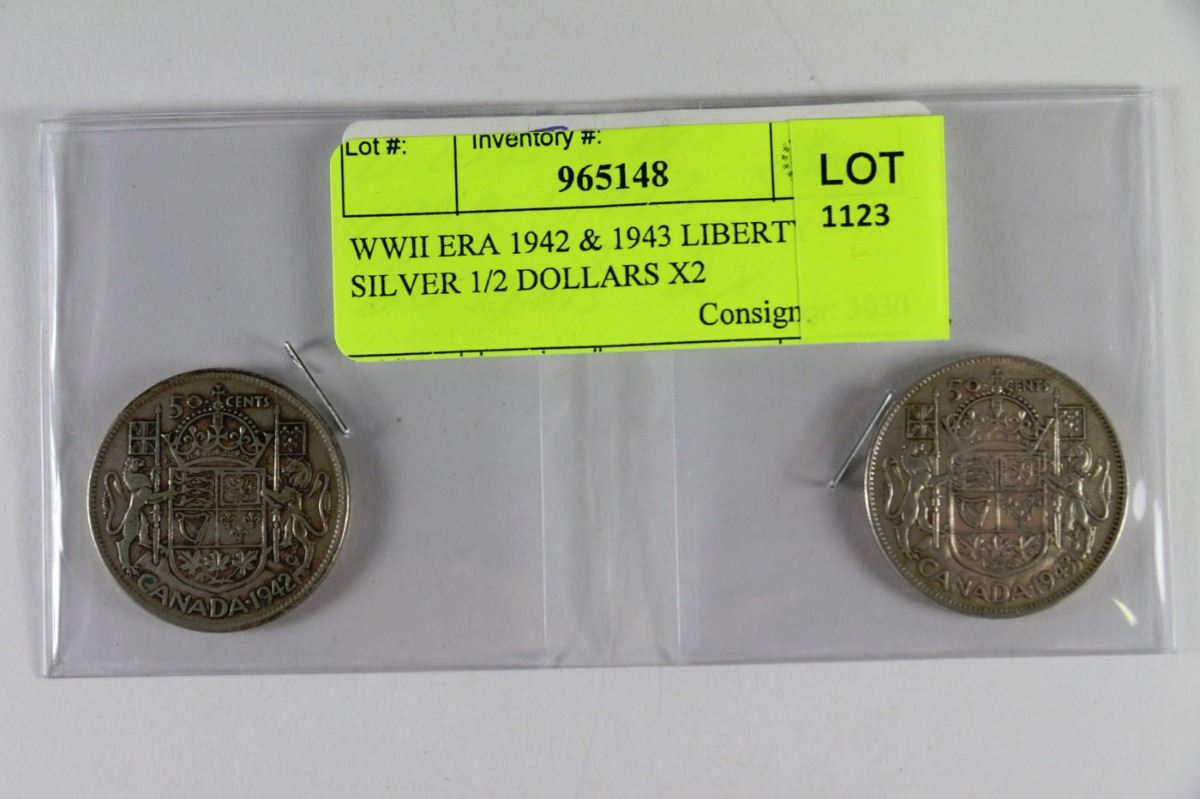 Lot #:
Inventory #:
965148
LOT
1123
WWII ERA 1942 & 1943 LIBERTY
SILVER 1/2 DOLLARS X2
Consignor: 3030
50 CENTS
CANADA·1942
50 CENTS
CANADA·1943